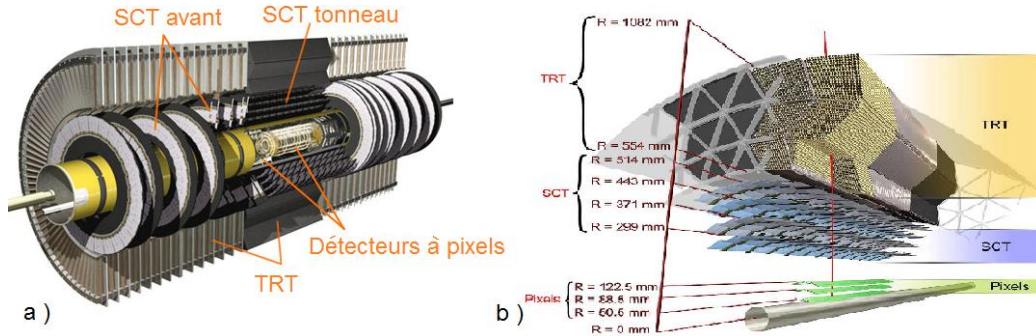 SCT avant
SCT tonneau
Détecteurs à pixels
TRT
a )
R = 1082 mm
TRT
R = 554 mm
R = 514 mm
R = 443 mm
SCT
R = 371 mm
R = 299 mm
Pixels
R = 122.5 mm
R = 88.5 mm
R = 50.5 mm
R = 0 mm
TRT
SCT
Pixels
b )